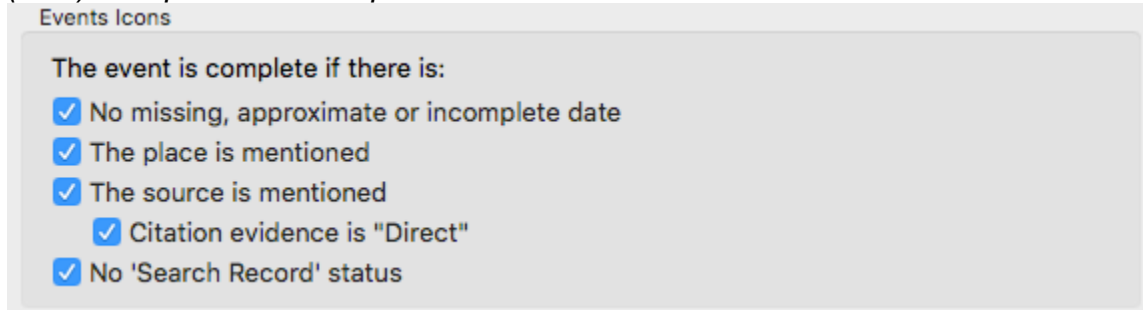 Events Icons
The event is complete if there is:
No missing, approximate or incomplete date
The place is mentioned
The source is mentioned
Citation evidence is "Direct"
No 'Search Record' status